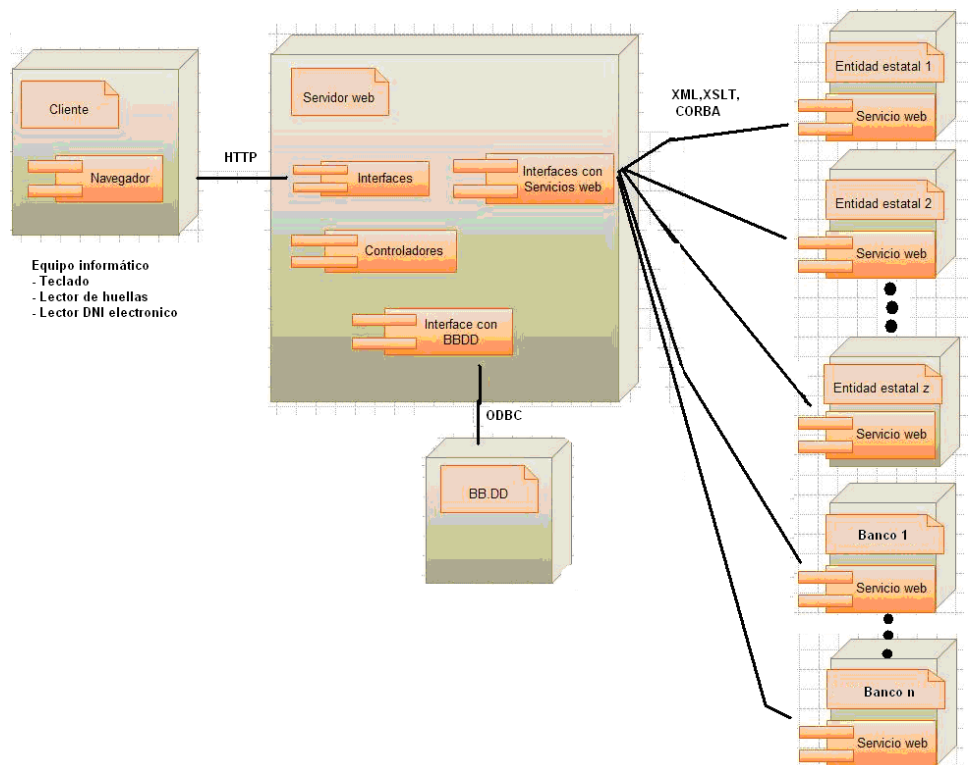 Cliente
Navegador
Equipo informático
- Teclado
- Lector de huellas
- Lector DNI electronico
HTTP
Servidor web
Interfaces
Interfaces con
Servicios web
Controladores
Interface con
BBDD
ODBC
BB.DD
XML,XSLT,
CORBA
Entidad estatal 1
Servicio web
Entidad estatal 2
Servicio web
Entidad estatal z
Servicio web
Banco 1
Servicio web
Banco n
Servicio web